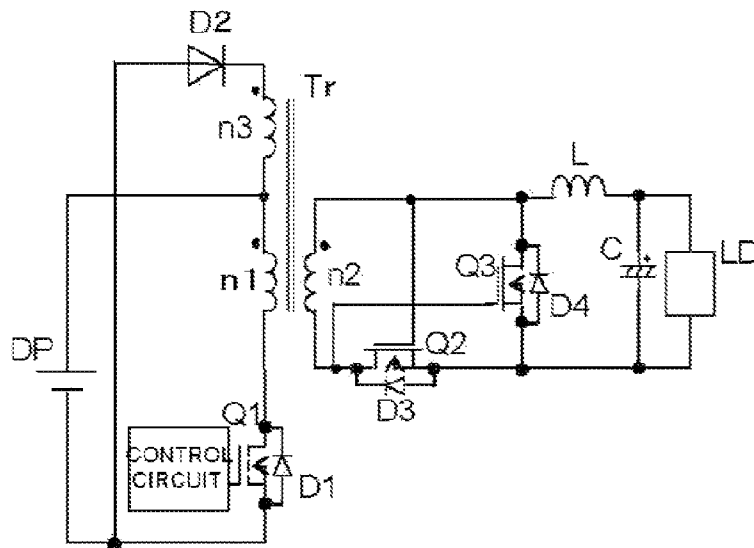 D2
Tr
n3
L
n1
n2
Q3
C
LD
D4
DP
Q2
D3
Q1
CONTROL
CIRCUIT
D1